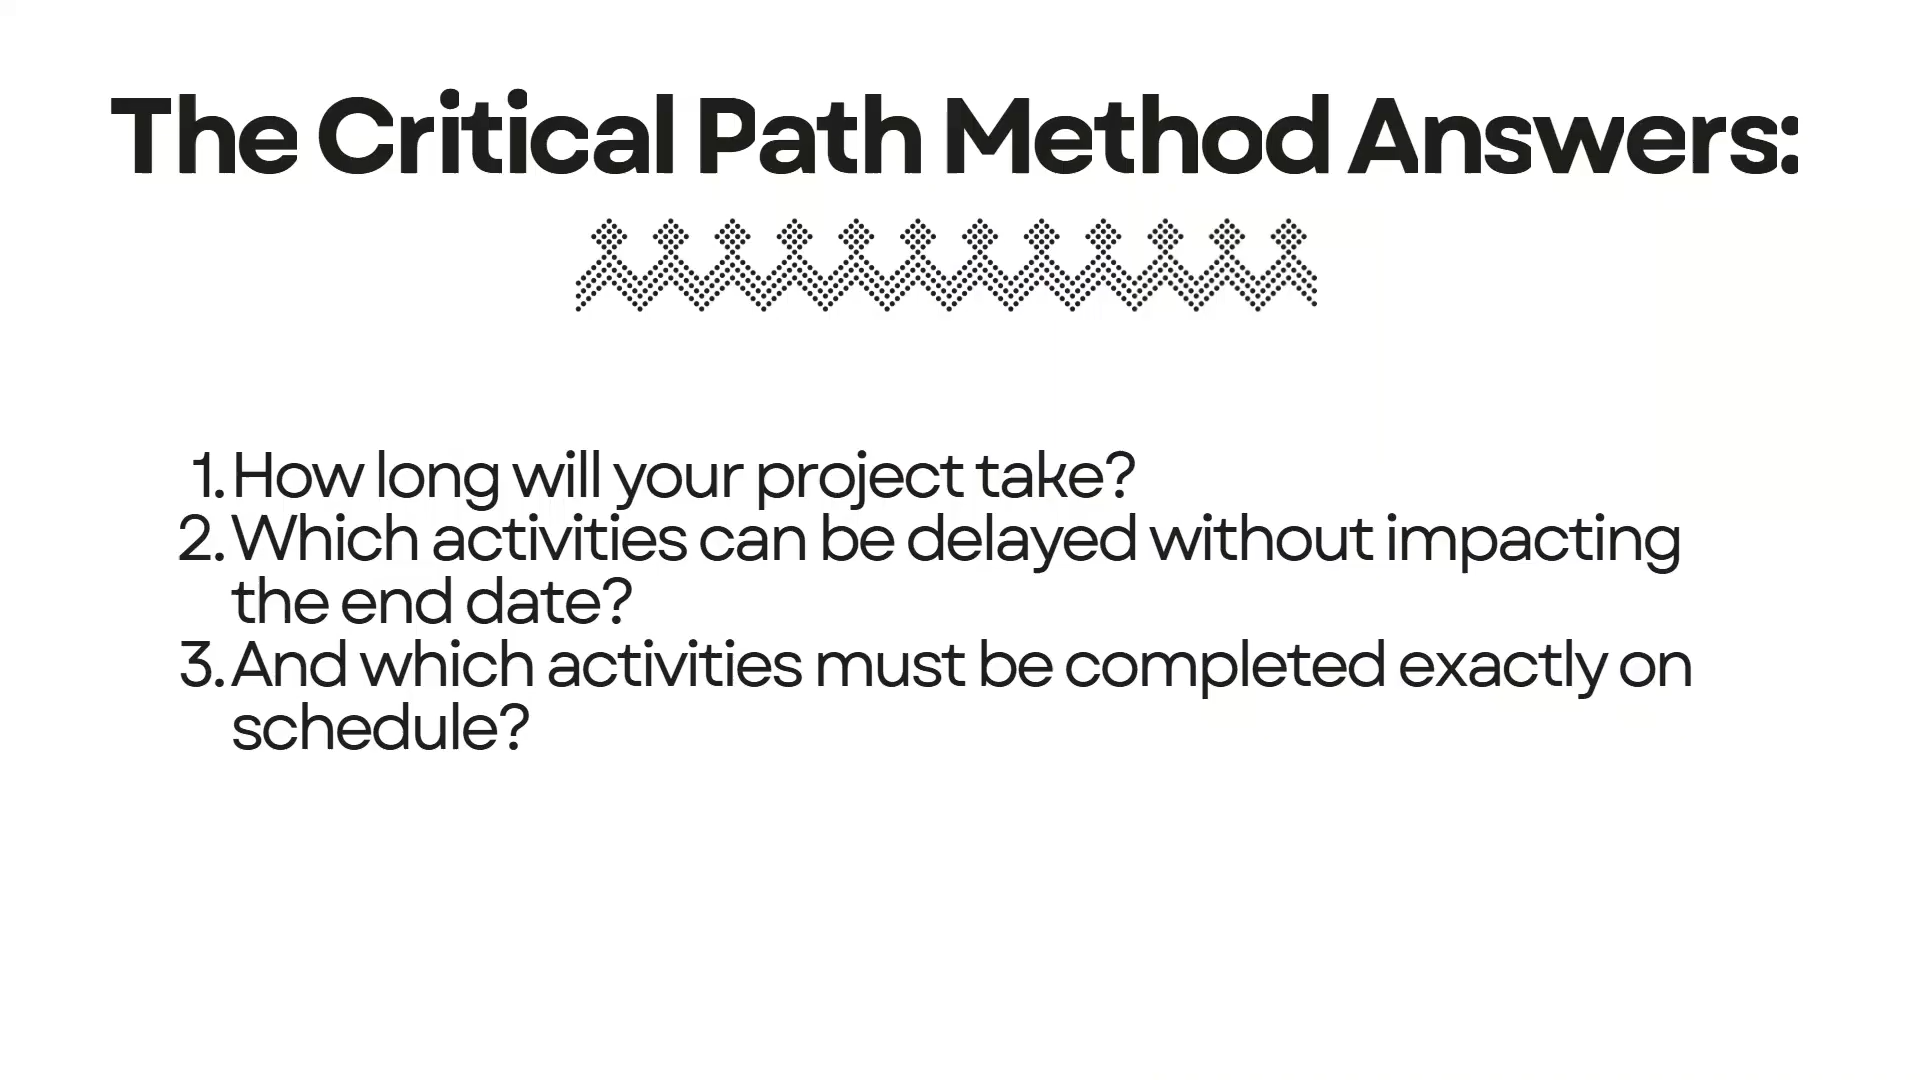 The Critical Path Method Answers:
1. How long will your project take?
2. Which activities can be delayed without impacting
the end date?
3. And which activities must be completed exactly on
schedule?